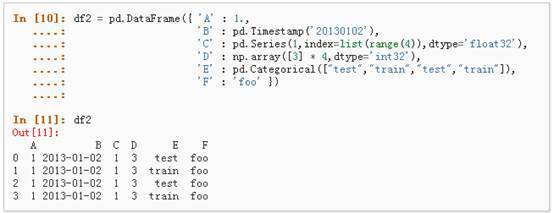 In [10]: df2 = pd.DataFrame({ 'A' : 1.,
....: 'B' : pd.Timestamp('20130102'),
....: 'C' : pd.Series(1,index=list(range(4)),dtype='float32'),
....: 'D' : np.array([3] * 4,dtype='int32'),
....: 'E' : pd.Categorical(["test","train","test","train"]),
....: 'F' : 'foo' })
....:
In [11]: df2
Out[11]:
A B C D E F
0 1 2013-01-02 1 3 test foo
1 1 2013-01-02 1 3 train foo
2 1 2013-01-02 1 3 test foo
3 1 2013-01-02 1 3 train foo